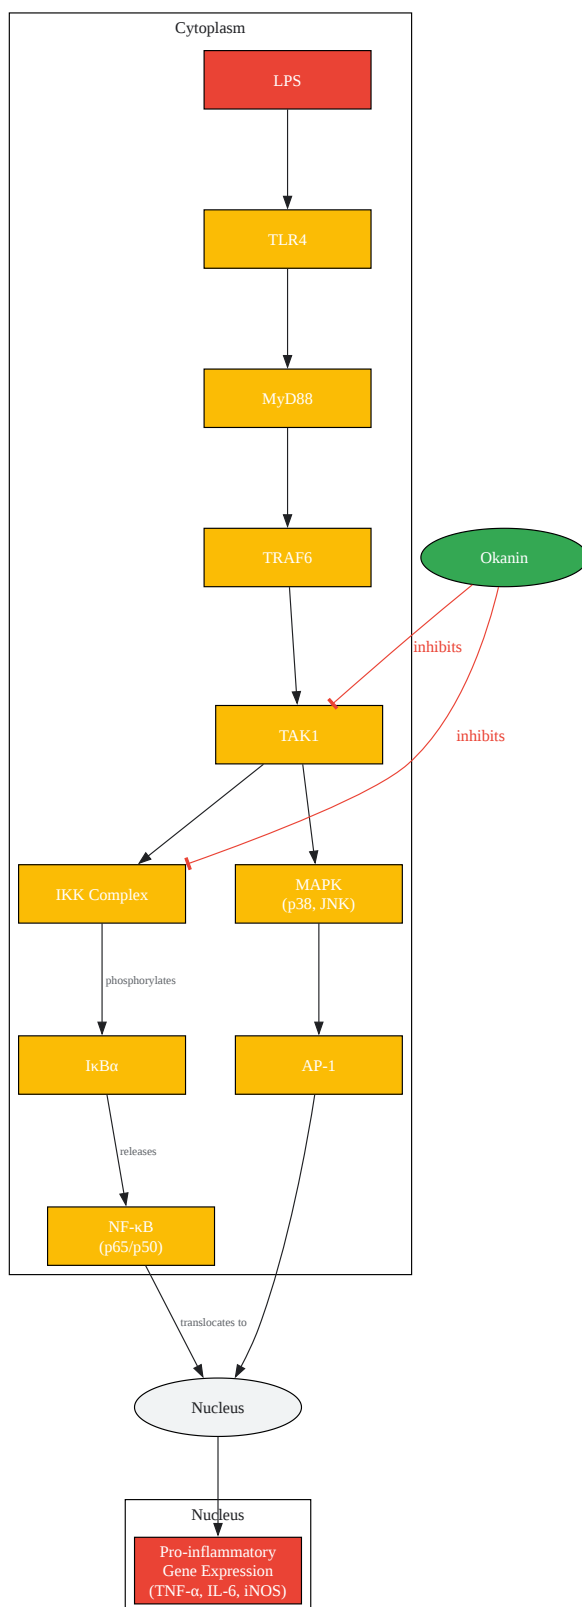 Cytoplasm
LPS
TLR4
MyD88
TRAF6
Okanin
inhibits
TAK1
inhibits
IKK Complex
MAPK
(p38, JNK)
phosphorylates
IκBα
AP-1
releases
NF-κB
(p65/p50)
translocates to
Nucleus
Nucleus
Pro-inflammatory
Gene Expression
(TNF-α, IL-6, iNOS)